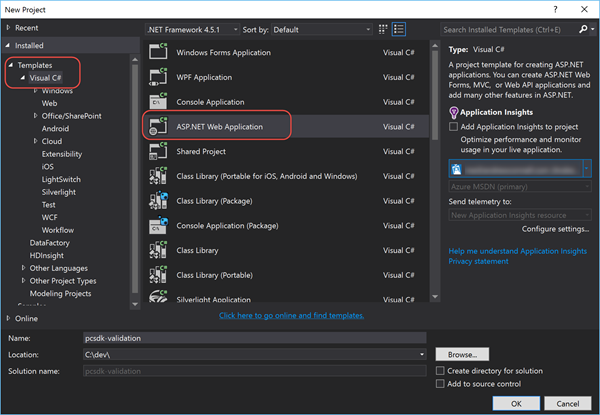 New Project
? ×
Recent
.NET Framework 4.5.1
Sort by: Default
Search Installed Templates (Ctrl+E)
Installed
Templates
Visual C#
Windows
Web
Office/SharePoint
Android
Cloud
Extensibility
iOS
LightSwitch
Silverlight
Test
WCF
Workflow
DataFactory
HDInsight
Other Languages
Other Project Types
Modeling Projects
Samples
Online
Windows Forms Application Visual C#
WPF Application Visual C#
Console Application Visual C#
ASP.NET Web Application Visual C#
Shared Project Visual C#
Class Library (Portable for iOS, Android and Windows) Visual C#
Class Library (Package) Visual C#
Console Application (Package) Visual C#
Class Library Visual C#
Class Library (Portable) Visual C#
Silverlight Application Visual C#
Click here to go online and find templates.
Type: Visual C#
A project template for creating ASP.NET
applications. You can create ASP.NET Web
Forms, MVC, or Web API applications and
add many other features in ASP.NET.
Application Insights
Add Application Insights to project
Optimize performance and monitor
usage in your live application.
Azure MSDN (primary)
Send telemetry to:
New Application Insights resource
Configure settings...
Help me understand Application Insights
Privacy statement
Name: pcsdk-validation
Location: C:\dev\
Browse...
Solution name: pcsdk-validation
Create directory for solution
Add to source control
OK Cancel